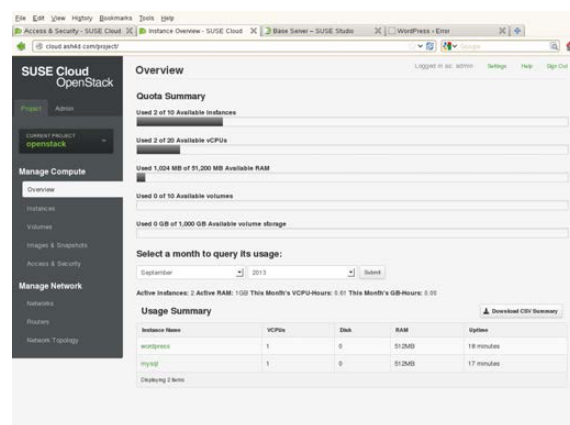 File Edit View History Bookmarks Tools Help
Access & Security - SUSE Cloud Instance Overview - SUSE Cloud Base Server – SUSE Studio WordPress › Error
cloud.ash4d.com/project/ Google
SUSE Cloud
OpenStack
Overview
Logged in as: admin Settings Help Sign Out
Project Admin
CURRENT PROJECT
openstack
Manage Compute
Overview
Instances
Volumes
Images & Snapshots
Access & Security
Manage Network
Networks
Routers
Network Topology
Quota Summary
Used 2 of 10 Available Instances
Used 2 of 20 Available vCPUs
Used 1,024 MB of 51,200 MB Available RAM
Used 0 of 10 Available volumes
Used 0 GB of 1,000 GB Available volume storage
Select a month to query its usage:
September 2013 Submit
Active Instances: 2 Active RAM: 1GB This Month's VCPU-Hours: 0.61 This Month's GB-Hours: 0.00
Usage Summary
Download CSV Summary
Instance Name VCPUs Disk RAM Uptime
wordpress 1 0 512MB 18 minutes
mysql 1 0 512MB 17 minutes
Displaying 2 items